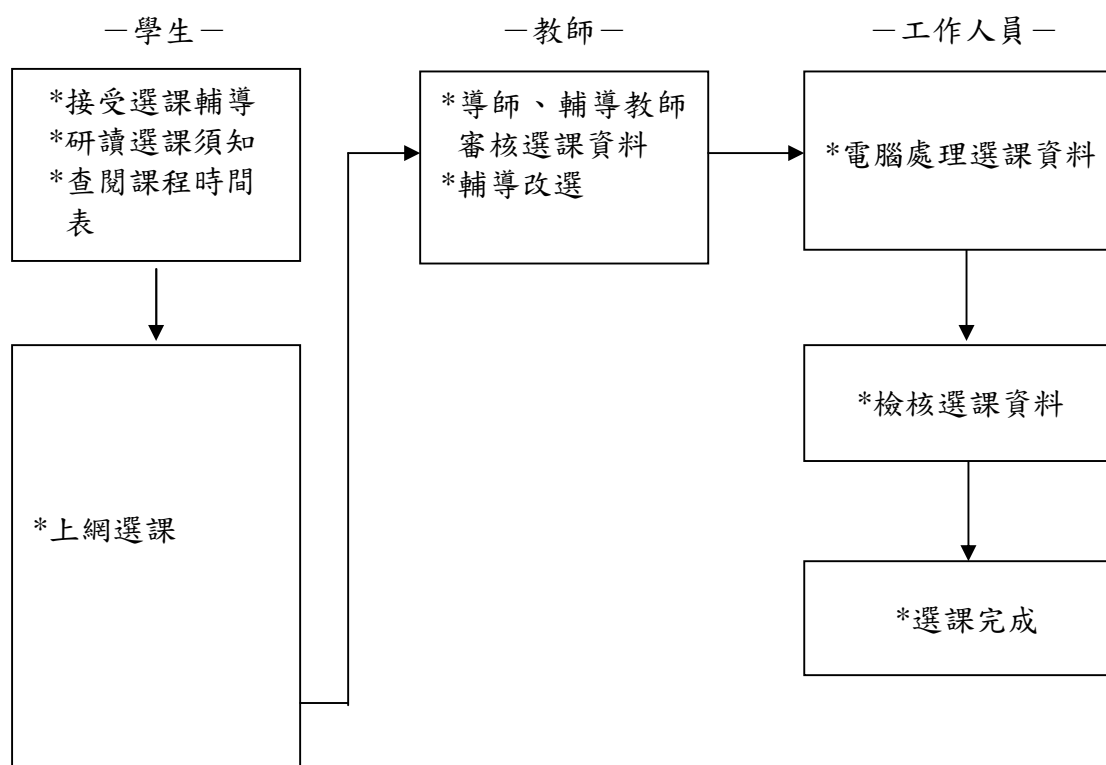 －學生－
*接受選課輔導
*研讀選課須知
*查閱課程時間
表
*上網選課
－教師－
*導師、輔導教師
審核選課資料
*輔導改選
－工作人員－
*電腦處理選課資料
*檢核選課資料
*選課完成